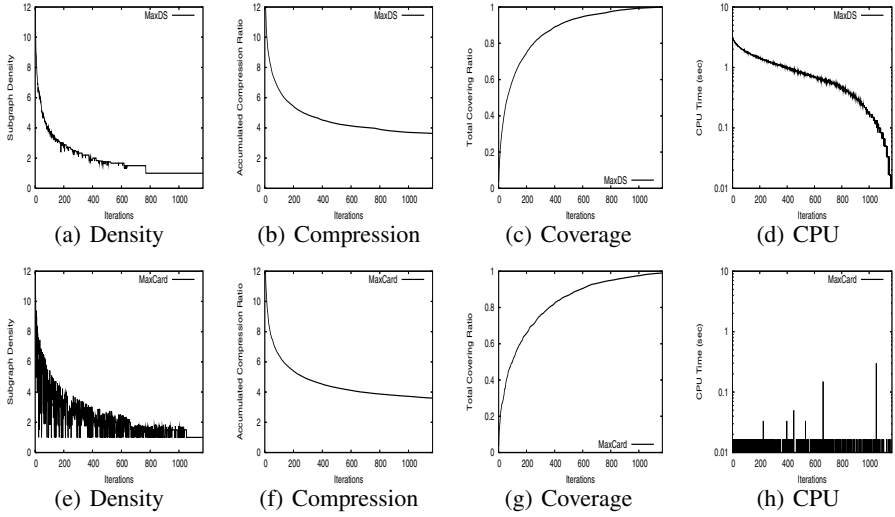 MaxDS
Subgraph Density
12
10
8
6
4
2
0
0 200 400 600 800 1000
Iterations
(a) Density
MaxDS
Accumulated Compression Ratio
12
10
8
6
4
2
0
0 200 400 600 800 1000
Iterations
(b) Compression
MaxDS
Total Covering Ratio
1
0.8
0.6
0.4
0.2
0
0 200 400 600 800 1000
Iterations
(c) Coverage
MaxDS
CPU Time (sec)
10
1
0.1
0.01
0 200 400 600 800 1000
Iterations
(d) CPU
MaxCard
Subgraph Density
12
10
8
6
4
2
0
0 200 400 600 800 1000
Iterations
(e) Density
MaxCard
Accumulated Compression Ratio
12
10
8
6
4
2
0
0 200 400 600 800 1000
Iterations
(f) Compression
MaxCard
Total Covering Ratio
1
0.8
0.6
0.4
0.2
0
0 200 400 600 800 1000
Iterations
(g) Coverage
MaxCard
CPU Time (sec)
10
1
0.1
0.01
0 200 400 600 800 1000
Iterations
(h) CPU